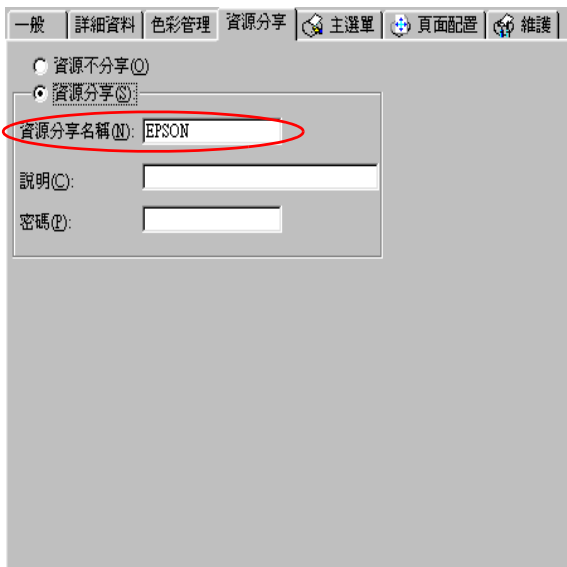 一般 詳細資料 色彩管理 資源分享 主選單 頁面配置 維護
資源不分享(O)
資源分享(S):
資源分享名稱(N): EPSON
說明(C):
密碼(P):